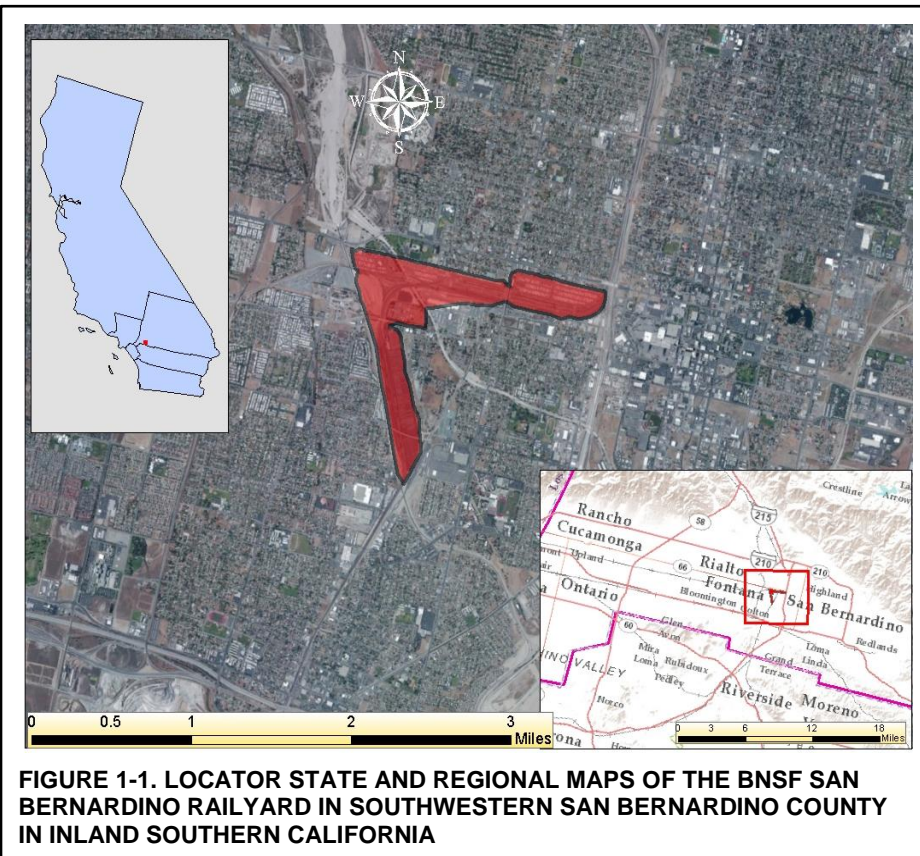 N
W E
S
Crestline
Arrow
215
Rancho
Cucamonga
58
Rialto
210
210
Upland
66
Fontana
Highland
Ontario
Bloomington
Colton
San Bernardino
60
Glen
Avon
Redlands
Mira
Loma
Rubidoux
Pedley
Grand
Terrace
Loma
Linda
VALLEY
Norco
Riverside
Moreno
0 0.5 1 2 3
Miles
0 3 6 12 18
Miles
FIGURE 1-1. LOCATOR STATE AND REGIONAL MAPS OF THE BNSF SAN
BERNARDINO RAILYARD IN SOUTHWESTERN SAN BERNARDINO COUNTY
IN INLAND SOUTHERN CALIFORNIA